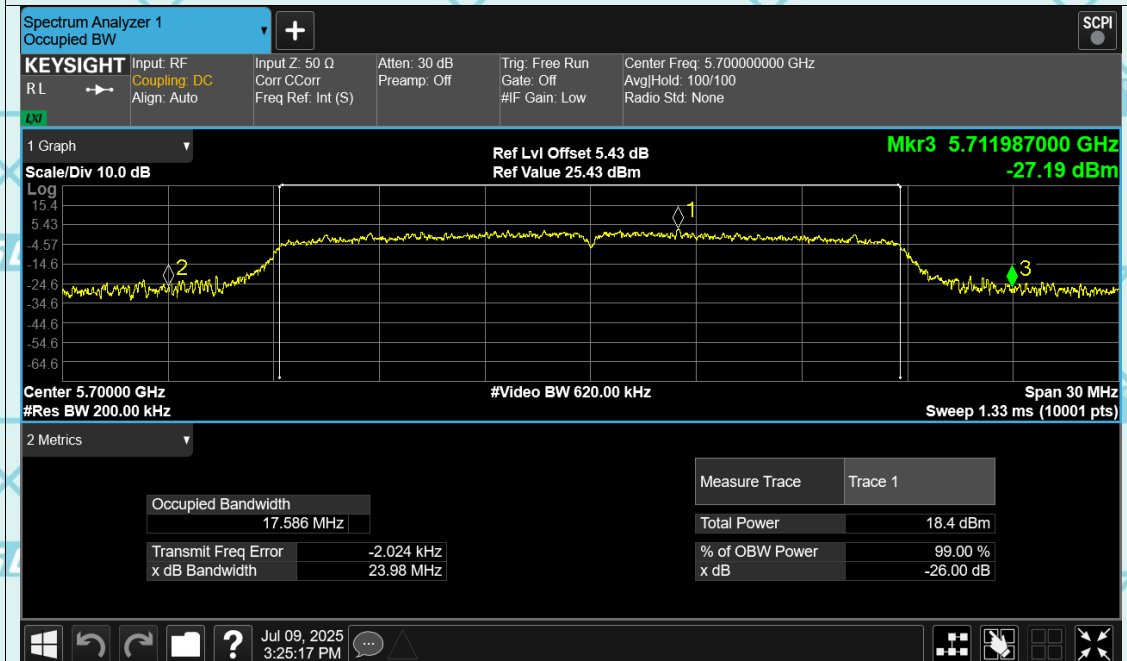 Spectrum Analyzer 1
Occupied BW
+
SCPI
KEYSIGHT
R L
LXI
Input: RF
Coupling: DC
Align: Auto
Input Z: 50 Ω
Corr CCorr
Freq Ref: Int (S)
Atten: 30 dB
Preamp: Off
Trig: Free Run
Gate: Off
#IF Gain: Low
Center Freq: 5.700000000 GHz
Avg|Hold: 100/100
Radio Std: None
1 Graph
Scale/Div 10.0 dB
Ref Lvl Offset 5.43 dB
Ref Value 25.43 dBm
Mkr3 5.711987000 GHz
-27.19 dBm
Log
15.4
5.43
-4.57
-14.6
-24.6
-34.6
-44.6
-54.6
-64.6
1
2
3
Center 5.70000 GHz
#Res BW 200.00 kHz
#Video BW 620.00 kHz
Span 30 MHz
Sweep 1.33 ms (10001 pts)
2 Metrics
Occupied Bandwidth
17.586 MHz
Transmit Freq Error -2.024 kHz
x dB Bandwidth 23.98 MHz
Measure Trace Trace 1
Total Power 18.4 dBm
% of OBW Power 99.00 %
x dB -26.00 dB
?
Jul 09, 2025
3:25:17 PM